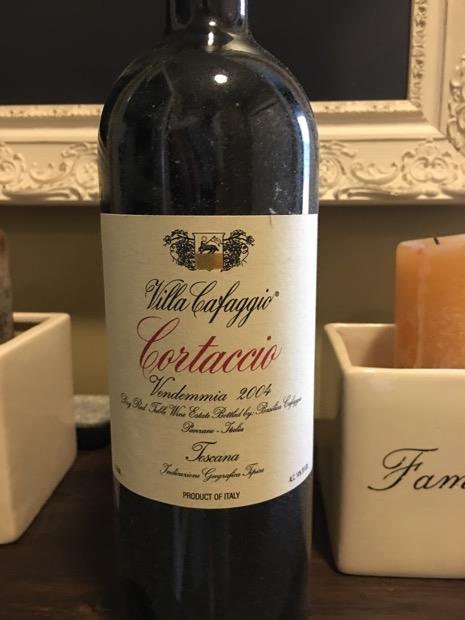 Villa Cafaggio®
Cortaccio
Vendemmia 2004
Dry Red Table Wine Estate Bottled by: Basilica Cafaggio
Panzano - Italia
Toscana
Indicazione Geografica Tipica
PRODUCT OF ITALY
Fam